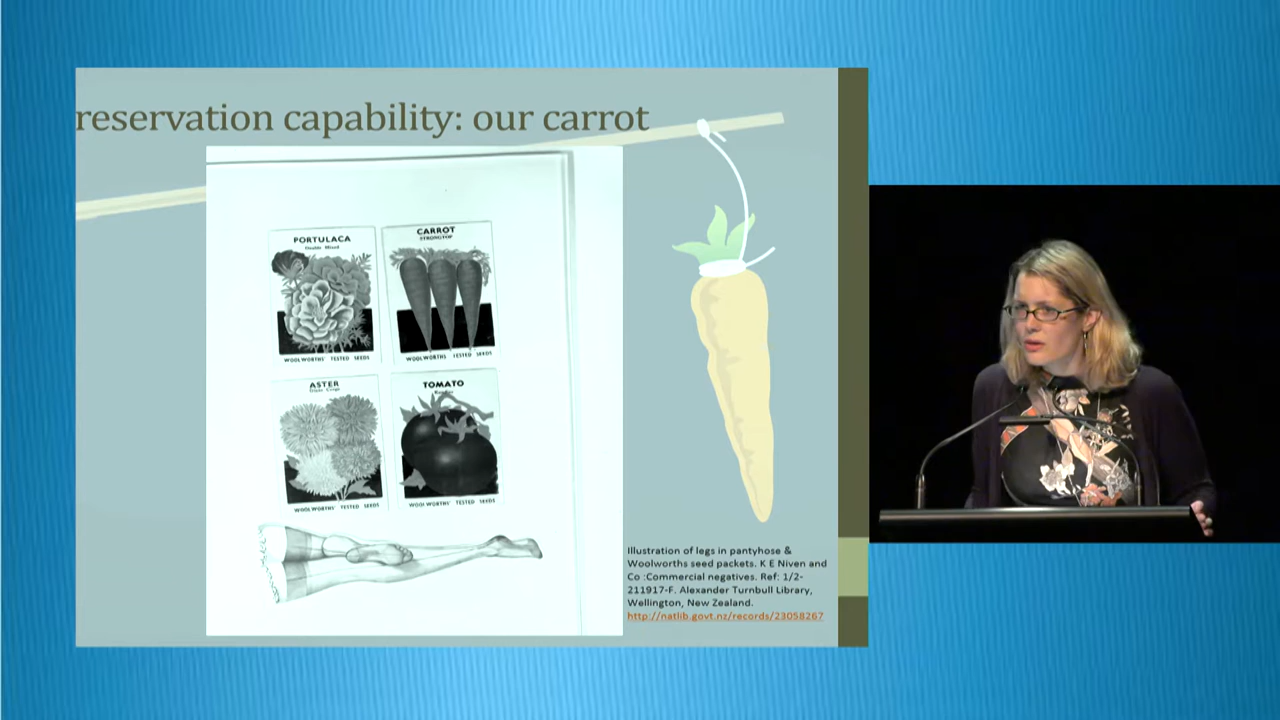 reservation capability: our carrot
PORTULACA
Double Mixed
CARROT
STRONGTOP
WOOLWORTHS TESTED SEEDS
WOOLWORTHS TESTED SEEDS
ASTER
TOMATO
WOOLWORTHS TESTED SEEDS
WOOLWORTHS TESTED SEEDS
Illustration of legs in pantyhose &
Woolworths seed packets. K E Niven and
Co :Commercial negatives. Ref: 1/2-
211917-F. Alexander Turnbull Library,
Wellington, New Zealand.
http://natlib.govt.nz/records/23058267